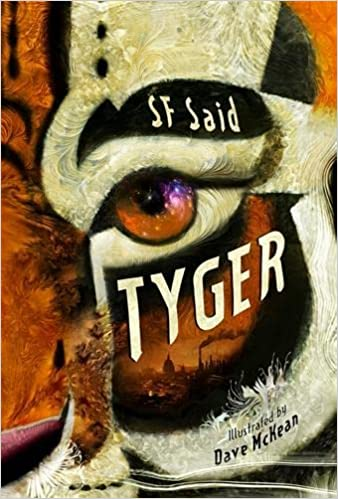 SF Said
TYGER
Illustrated by
Dave McKean